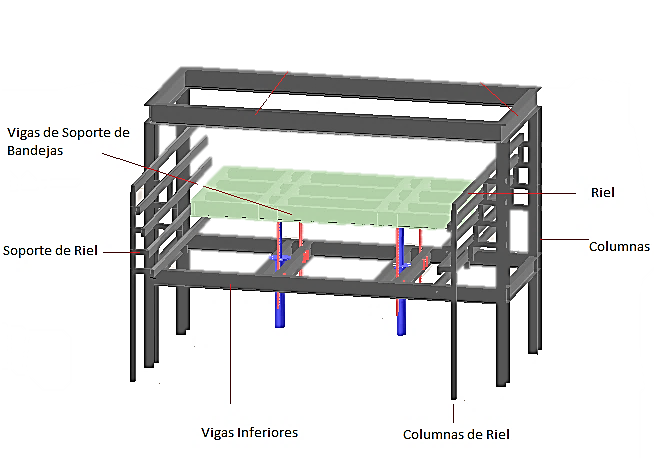 Vigas de Soporte de
Bandejas
Riel
Soporte de Riel
Columnas
Vigas Inferiores
Columnas de Riel